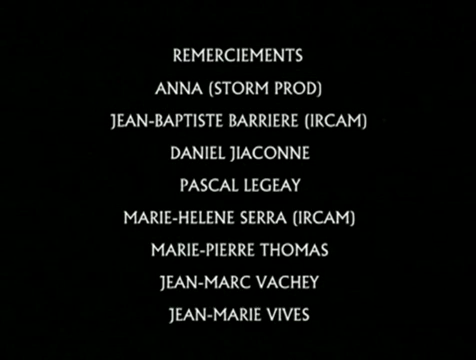 REMERCIEMENTS
ANNA (STORM PROD)
JEAN-BAPTISTE BARRIERE (IRCAM)
DANIEL JIACONNE
PASCAL LEGEAY
MARIE-HELENE SERRA (IRCAM)
MARIE-PIERRE THOMAS
JEAN-MARC VACHEY
JEAN-MARIE VIVES